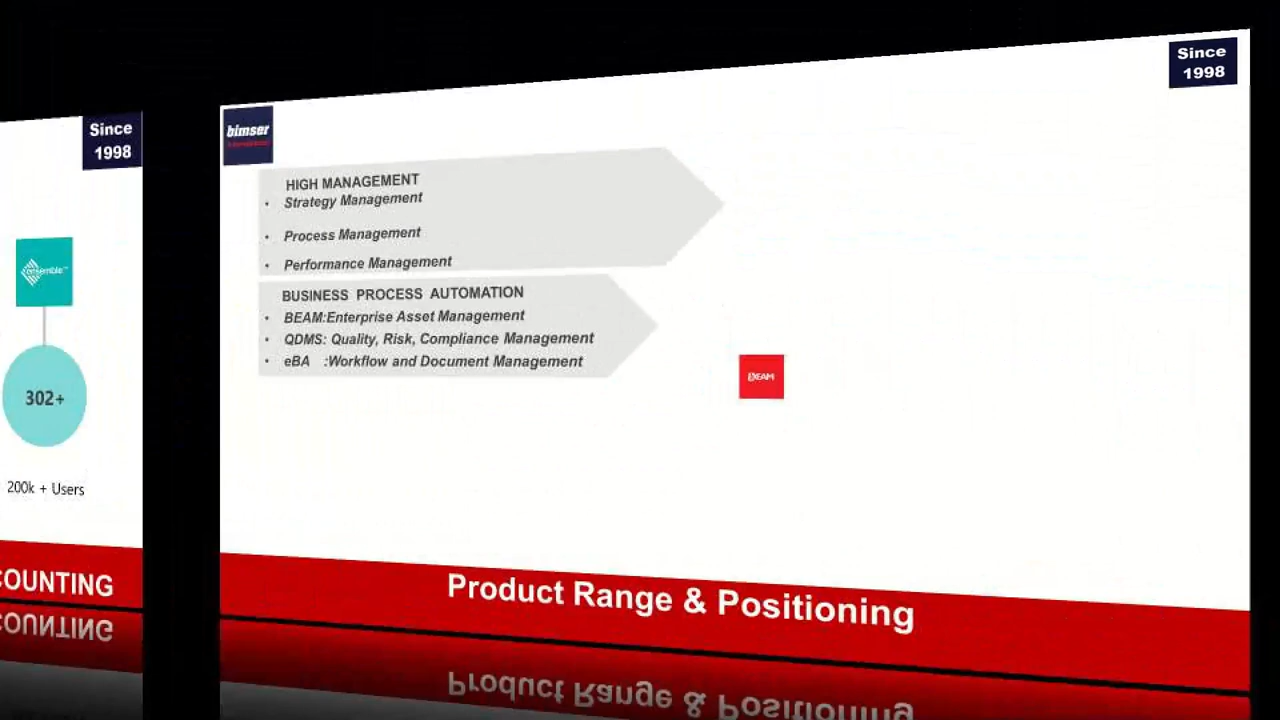 Since
1998
ensemble
302+
200k + Users
COUNTING
bimser
Since
1998
HIGH MANAGEMENT
• Strategy Management
• Process Management
• Performance Management
BUSINESS PROCESS AUTOMATION
• BEAM:Enterprise Asset Management
• QDMS: Quality, Risk, Compliance Management
• eBA :Workflow and Document Management
BEAM
Product Range & Positioning